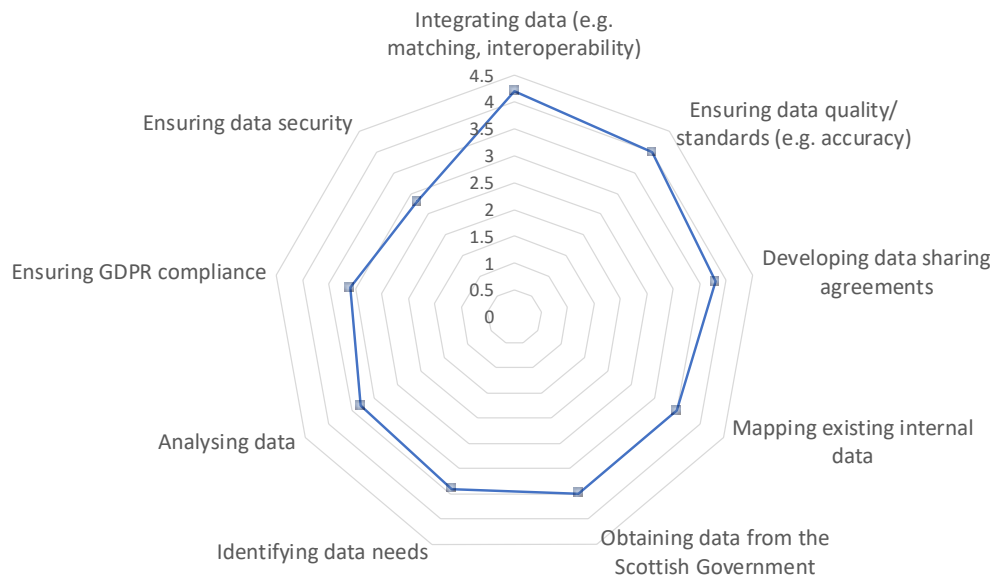 Integrating data (e.g.
matching, interoperability)
Ensuring data quality/
standards (e.g. accuracy)
Developing data sharing
agreements
Mapping existing internal
data
Obtaining data from the
Scottish Government
Identifying data needs
Analysing data
Ensuring GDPR compliance
Ensuring data security
4.5
4
3.5
3
2.5
2
1.5
1
0.5
0